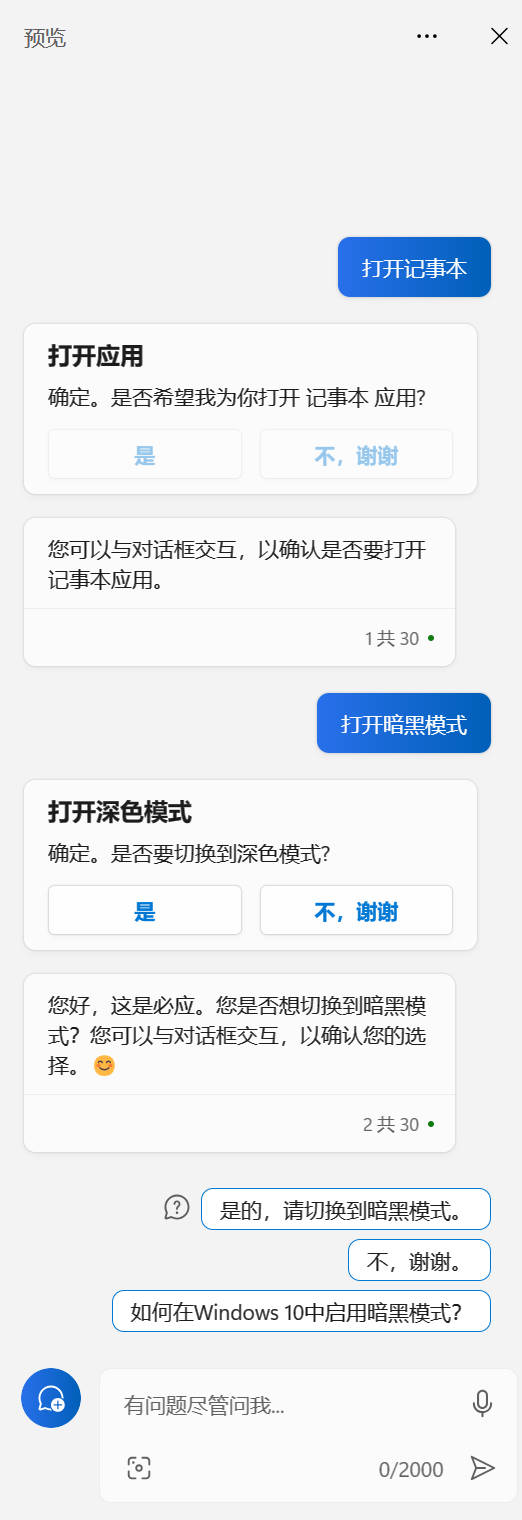 预览
打开记事本
打开应用
确定。是否希望我为你打开 记事本 应用?
是
不，谢谢
您可以与对话框交互，以确认是否要打开
记事本应用。
1 共 30
打开暗黑模式
打开深色模式
确定。是否要切换到深色模式?
是
不，谢谢
您好，这是必应。您是否想切换到暗黑模
式？您可以与对话框交互，以确认您的选
择。😊
2 共 30
是的，请切换到暗黑模式。
不，谢谢。
如何在Windows 10中启用暗黑模式？
有问题尽管问我...
0/2000